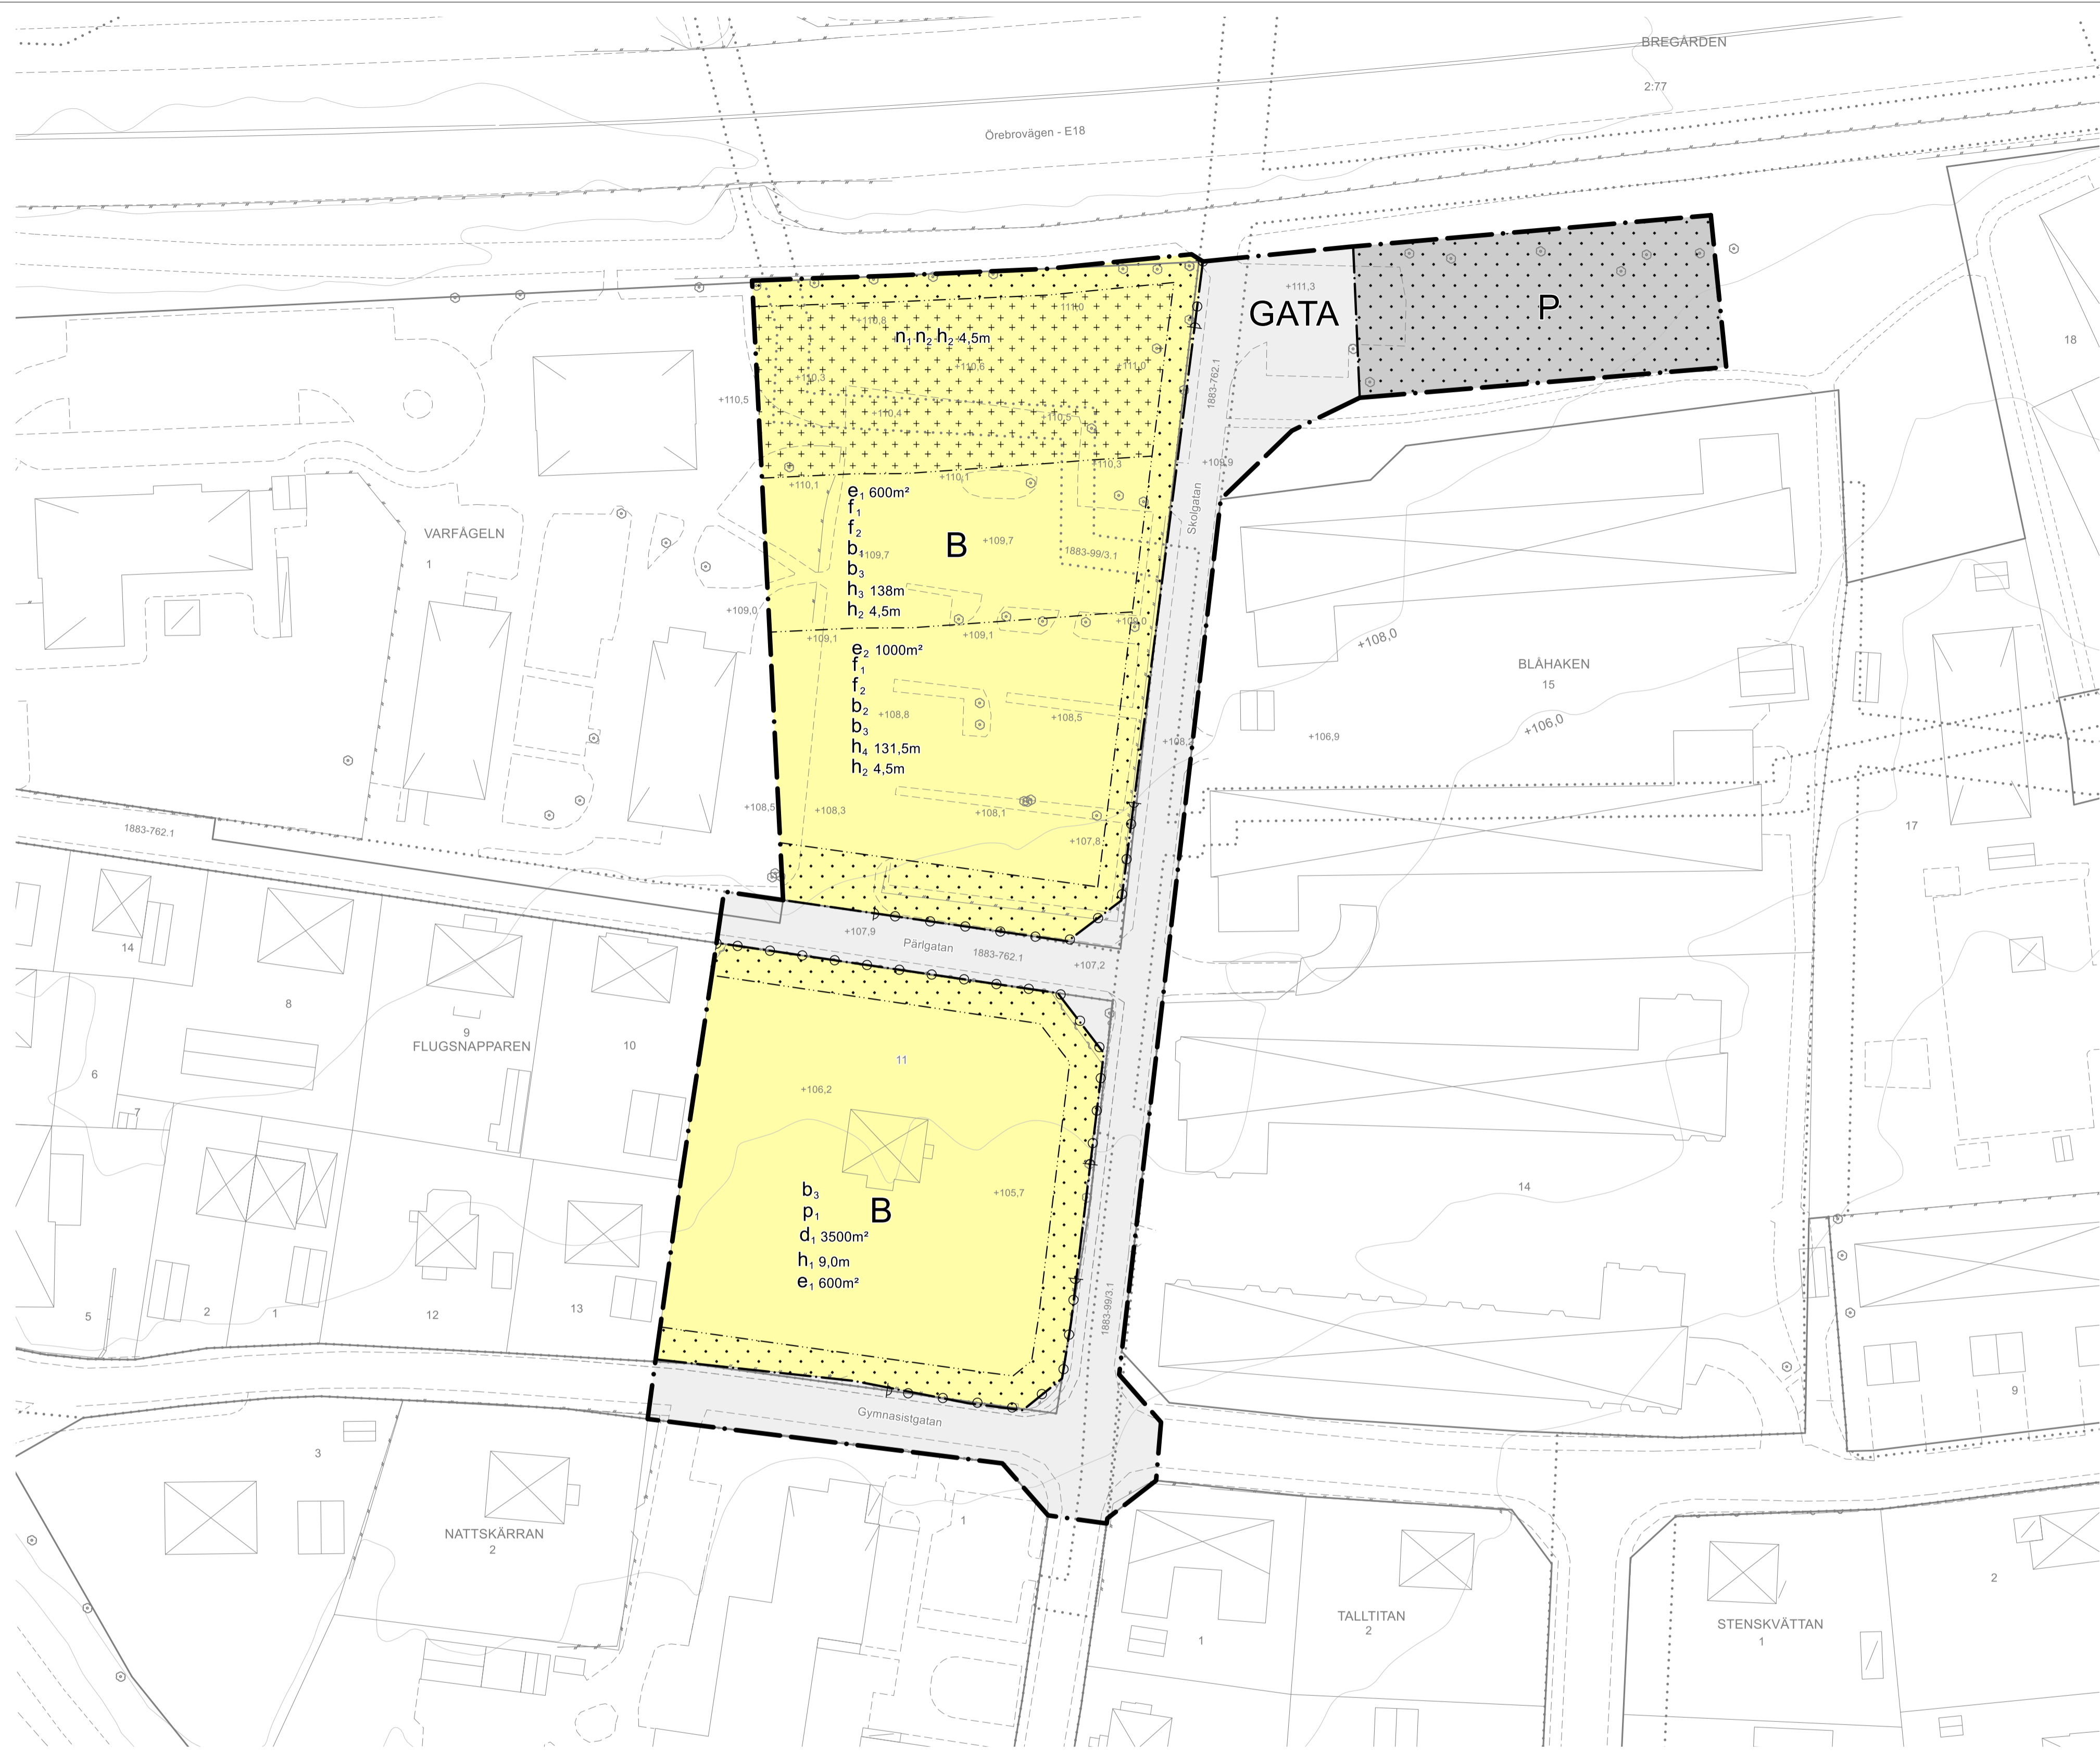 BREGÅRDEN
2:77
Örebrovägen - E18
+111,3
GATA
P
18
+111,0
+110,8
n₁ n₂ h₂ 4,5m
+110,6
+111,0
+110,3
+110,5
+110,4
+110,5
1883-762.1
+110,3
+109,9
+110,1
+110,1
e₁ 600m²
f₁
f₂
b₁
+109,7
B
+109,7
1883-99/3.1
Skolgatan
b₃
h₃ 138m
h₂ 4,5m
VARFÅGELN
1
+109,0
+109,1
+109,1
+109,0
e₂ 1000m²
f₁
f₂
b₂
+108,8
+108,5
b₃
h₄ 131,5m
h₂ 4,5m
+108,0
BLÅHAKEN
15
+106,0
+106,9
+108,5
+108,3
+108,1
+107,8
17
1883-762.1
+107,9
Pärlgatan
1883-762.1
+107,2
14
8
9
FLUGSNAPPAREN
10
11
6
7
+106,2
b₃
p₁
B
+105,7
d₁ 3500m²
h₁ 9,0m
e₁ 600m²
14
5
2
1
12
13
1883-99/3.1
9
Gymnasistgatan
3
NATTSKÄRRAN
2
1
1
TALLTITAN
2
STENSKVÄTTAN
1
2